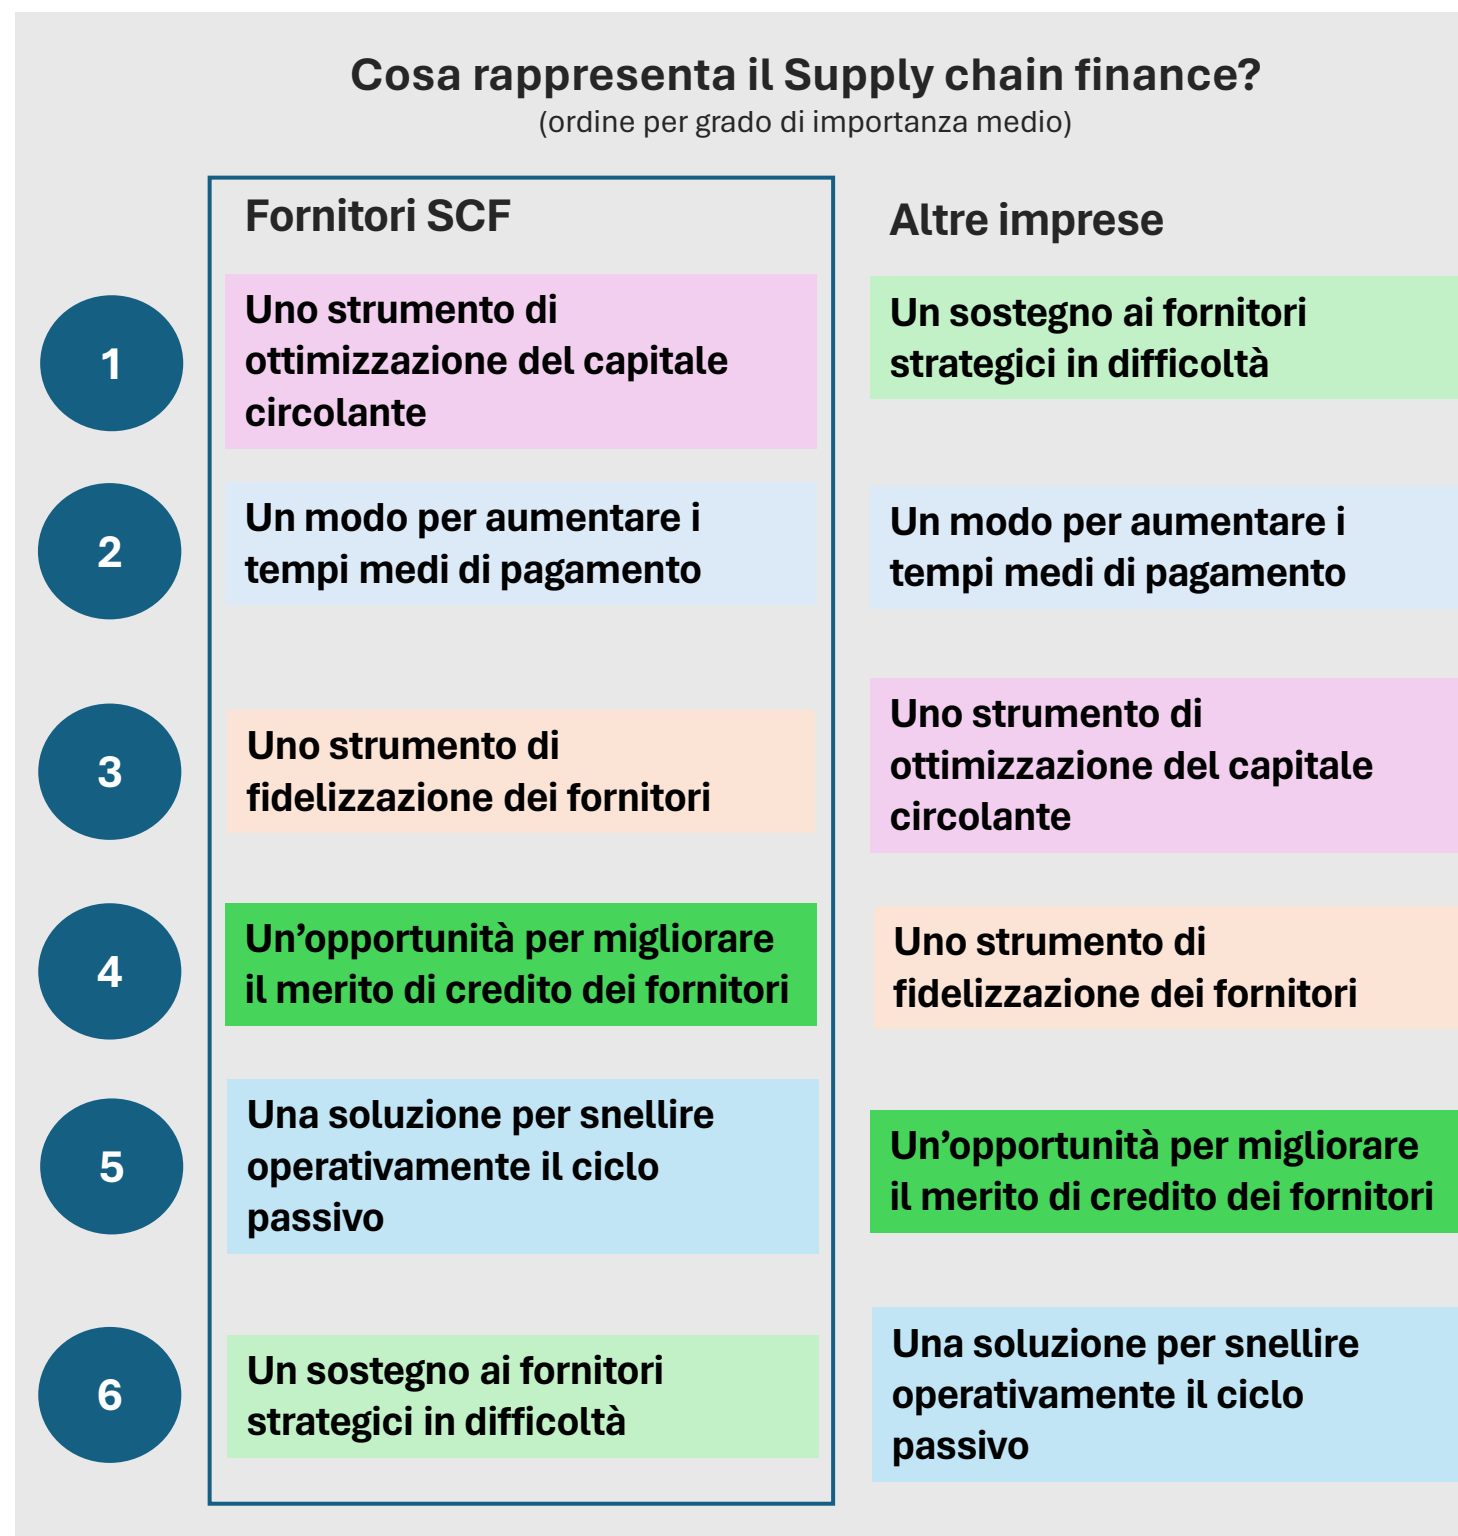 Cosa rappresenta il Supply chain finance?
(ordine per grado di importanza medio)
Fornitori SCF
Altre imprese
1
Uno strumento di
ottimizzazione del capitale
circolante
Un sostegno ai fornitori
strategici in difficoltà
2
Un modo per aumentare i
tempi medi di pagamento
Un modo per aumentare i
tempi medi di pagamento
3
Uno strumento di
fidelizzazione dei fornitori
Uno strumento di
ottimizzazione del capitale
circolante
4
Un’opportunità per migliorare
il merito di credito dei fornitori
Uno strumento di
fidelizzazione dei fornitori
5
Una soluzione per snellire
operativamente il ciclo
passivo
Un’opportunità per migliorare
il merito di credito dei fornitori
6
Un sostegno ai fornitori
strategici in difficoltà
Una soluzione per snellire
operativamente il ciclo
passivo